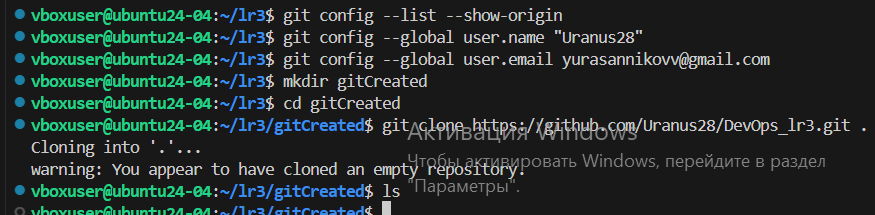 vboxuser@ubuntu24-04:~/lr3$ git config --list --show-origin
vboxuser@ubuntu24-04:~/lr3$ git config --global user.name "Uranus28"
vboxuser@ubuntu24-04:~/lr3$ git config --global user.email yurasannikovv@gmail.com
vboxuser@ubuntu24-04:~/lr3$ mkdir gitCreated
vboxuser@ubuntu24-04:~/lr3$ cd gitCreated
vboxuser@ubuntu24-04:~/lr3/gitCreated$ git clone https://github.com/Uranus28/DevOps_lr3.git .
Активация Windows
Cloning into '.'...
Чтобы активировать Windows, перейдите в раздел
warning: You appear to have cloned an empty repository.
"Параметры".
vboxuser@ubuntu24-04:~/lr3/gitCreated$ ls
vboxuser@ubuntu24-04:~/lr3/gitCreated$